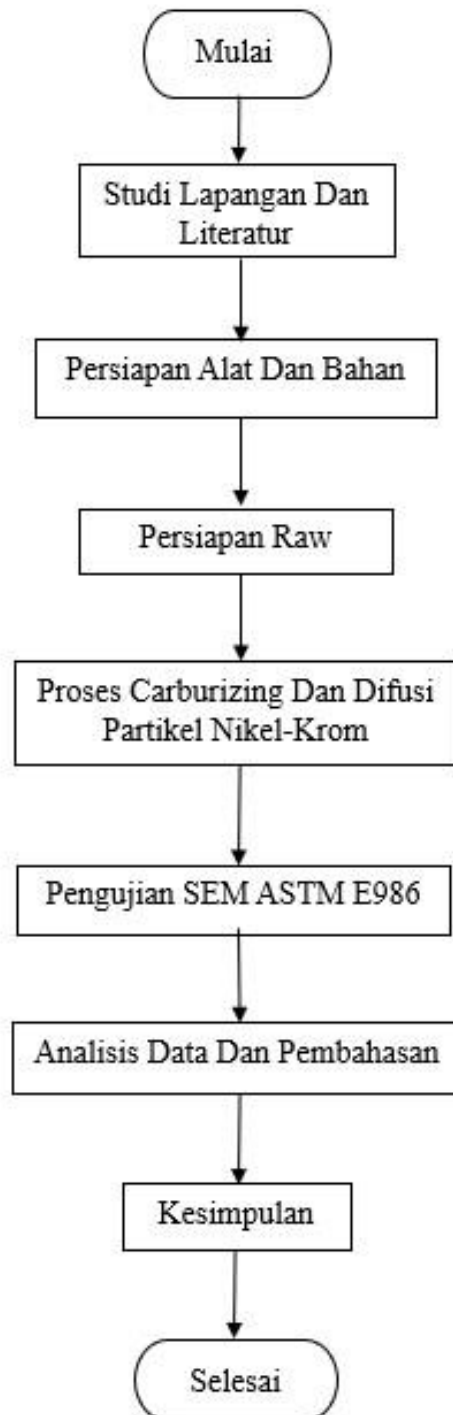 Mulai
Studi Lapangan Dan
Literatur
Persiapan Alat Dan Bahan
Persiapan Raw
Proses Carburizing Dan Difusi
Partikel Nikel-Krom
Pengujian SEM ASTM E986
Analisis Data Dan Pembahasan
Kesimpulan
Selesai